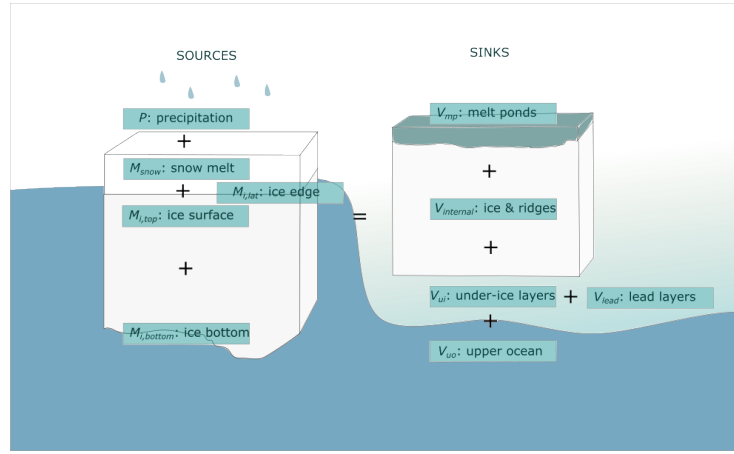 SOURCES
P: precipitation
+
M_snow: snow melt
+
M_i,lat: ice edge
M_i,top: ice surface
+
M_i,bottom: ice bottom
=
SINKS
V_mp: melt ponds
+
V_internal: ice & ridges
+
V_ui: under-ice layers + V_lead: lead layers
+
V_uo: upper ocean